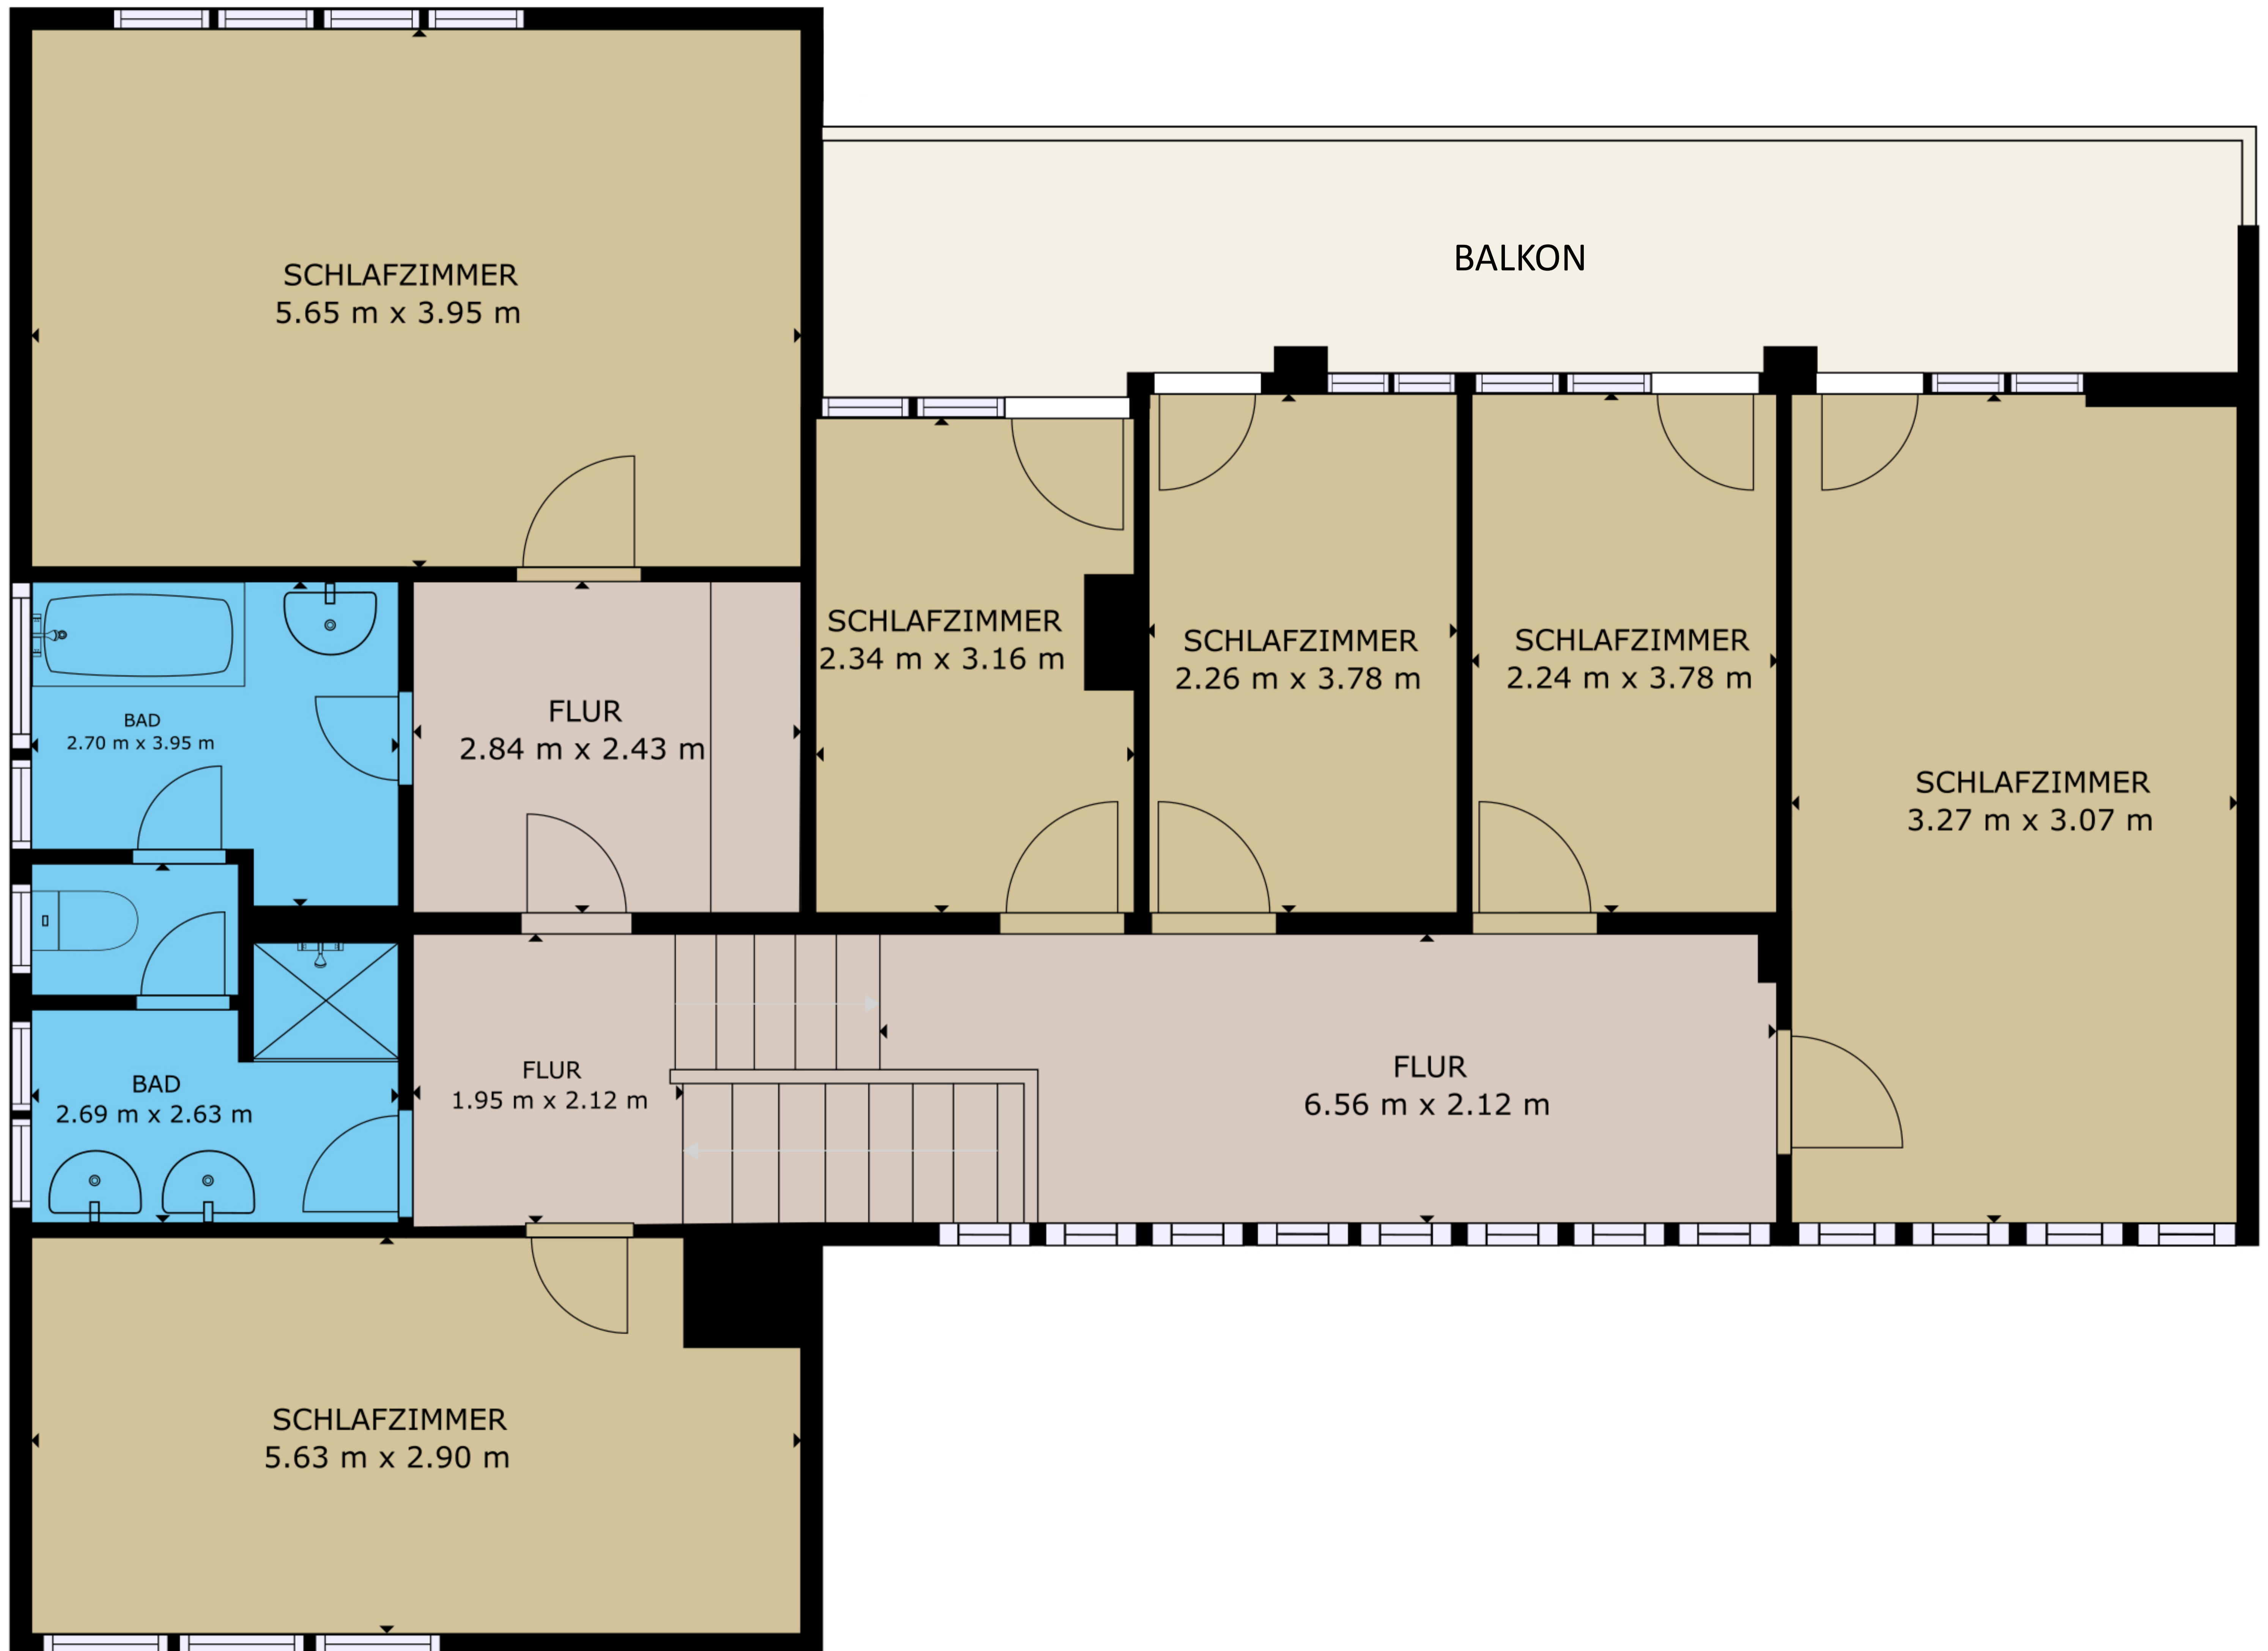 BALKON
SCHLAFZIMMER
5.65 m x 3.95 m
SCHLAFZIMMER
2.34 m x 3.16 m
SCHLAFZIMMER
2.26 m x 3.78 m
SCHLAFZIMMER
2.24 m x 3.78 m
BAD
2.70 m x 3.95 m
FLUR
2.84 m x 2.43 m
SCHLAFZIMMER
3.27 m x 3.07 m
BAD
2.69 m x 2.63 m
FLUR
1.95 m x 2.12 m
FLUR
6.56 m x 2.12 m
SCHLAFZIMMER
5.63 m x 2.90 m